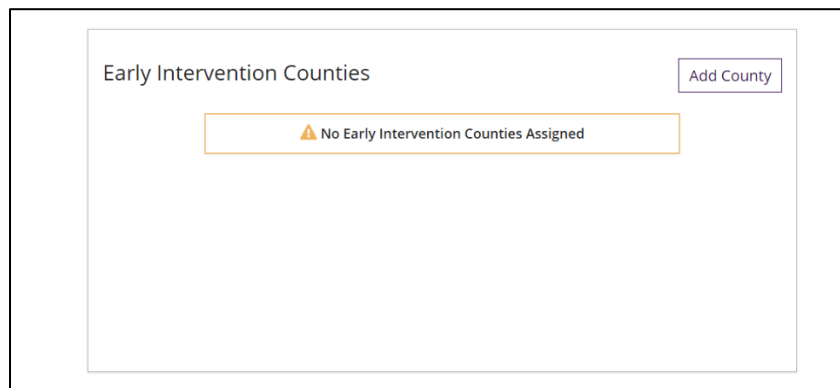 Early Intervention Counties
Add County
No Early Intervention Counties Assigned